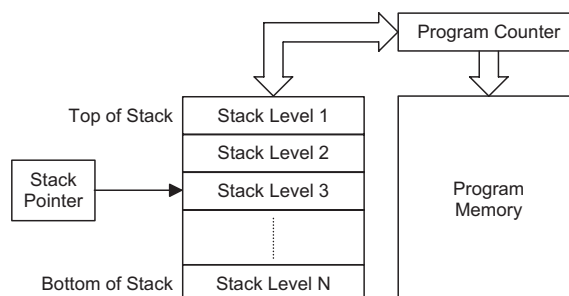 Program Counter
Top of Stack
Stack Level 1
Stack Level 2
Stack
Pointer
Stack Level 3
Program
Memory
Bottom of Stack
Stack Level N